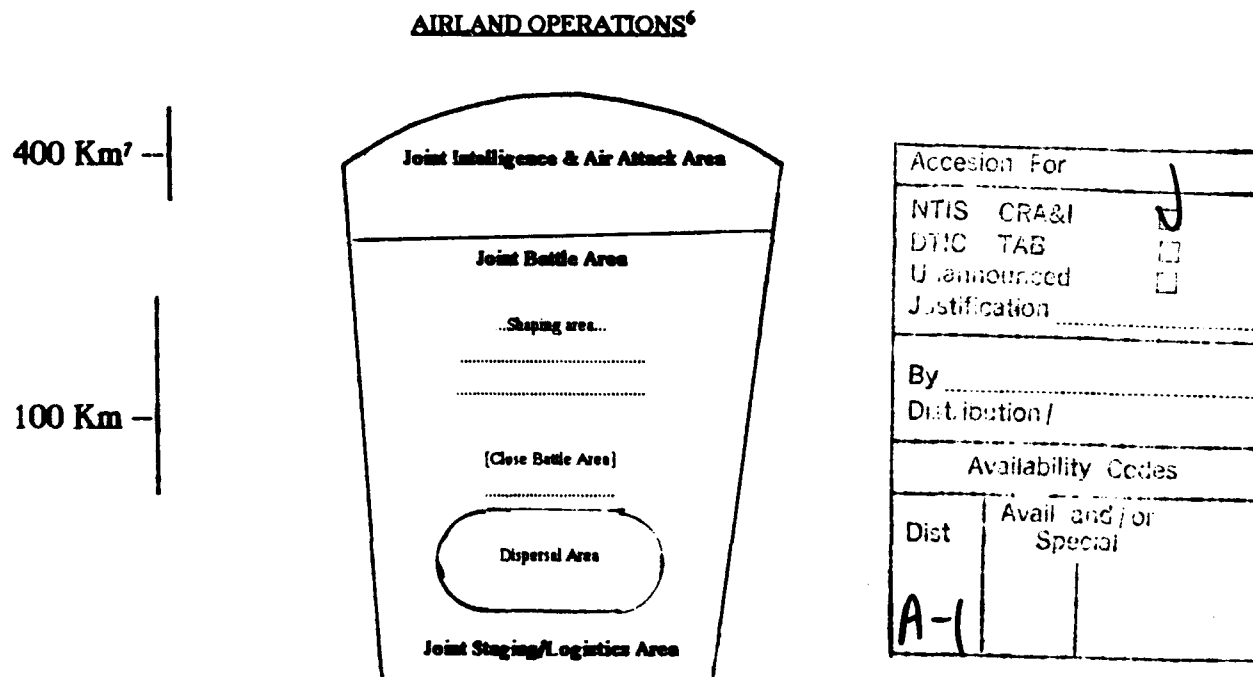 AIRLAND OPERATIONS⁶
400 Km⁷
Joint Intelligence & Air Attack Area
Joint Battle Area
...Shaping area...
100 Km
[Close Battle Area]
Dispersal Area
Joint Staging/Logistics Area
Accesion For
NTIS CRA&I
DTIC TAB
Unannounced
Justification
By
Distribution/
Availability Codes
Dist
Avail and/or
Special
A-1